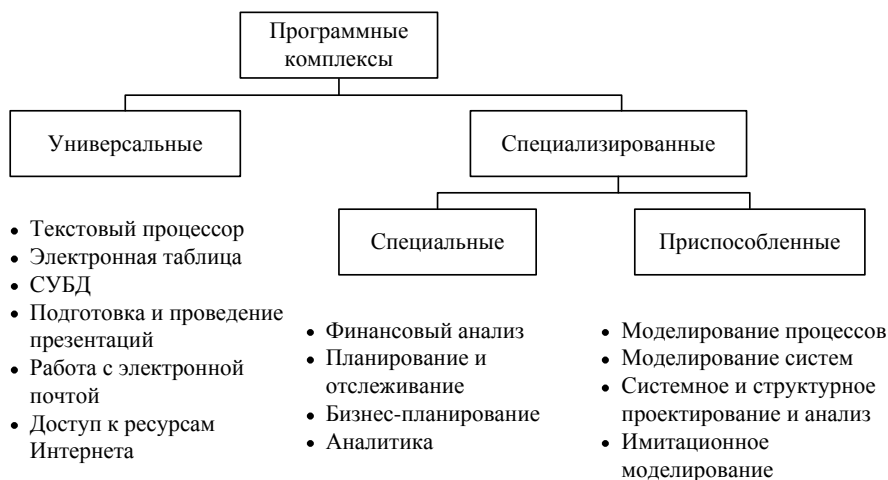 Программные
комплексы
Универсальные
Специализированные
Специальные
Приспособленные
• Текстовый процессор
• Электронная таблица
• СУБД
• Подготовка и проведение
презентаций
• Работа с электронной
почтой
• Доступ к ресурсам
Интернета
• Финансовый анализ
• Планирование и
отслеживание
• Бизнес-планирование
• Аналитика
• Моделирование процессов
• Моделирование систем
• Системное и структурное
проектирование и анализ
• Имитационное
моделирование